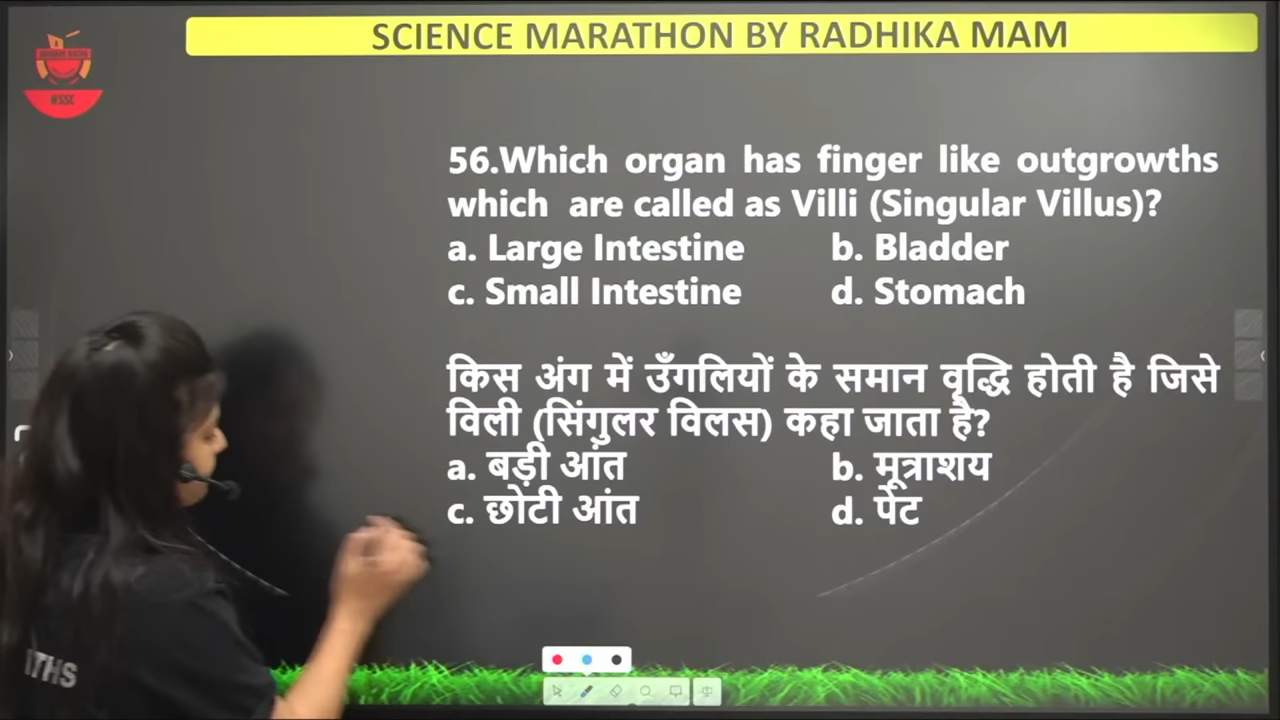 SCIENCE MARATHON BY RADHIKA MAM
#SSC
56.Which organ has finger like outgrowths
which are called as Villi (Singular Villus)?
a. Large Intestine b. Bladder
c. Small Intestine d. Stomach
किस अंग में उँगलियों के समान वृद्धि होती है जिसे
विली (सिंगुलर विलस) कहा जाता है?
a. बड़ी आंत b. मूत्राशय
c. छोटी आंत d. पेट